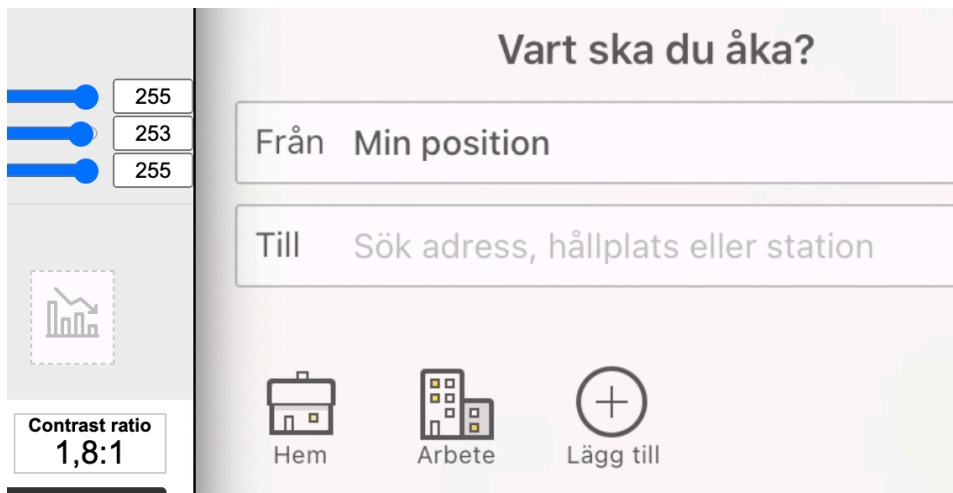 255
253
255
Contrast ratio
1,8:1
Vart ska du åka?
Från Min position
Till Sök adress, hållplats eller station
Hem Arbete Lägg till